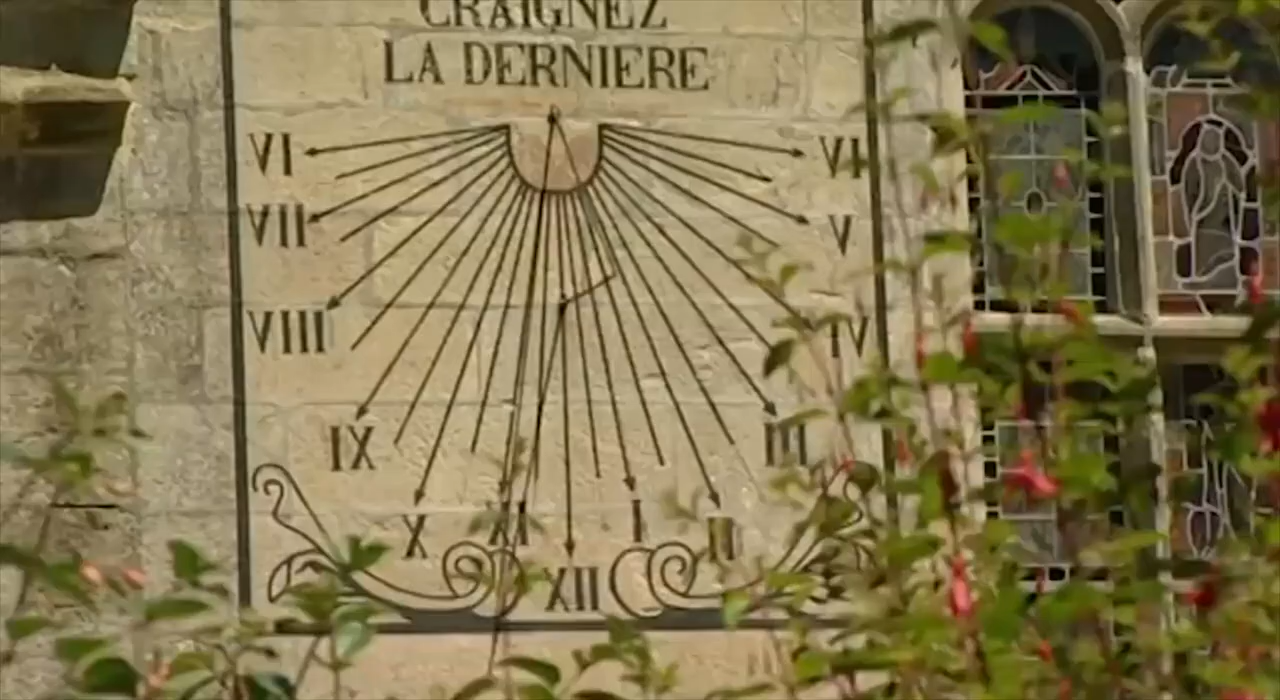 CRAIGNEZ
LA DERNIERE
VI VI
VII V
VIII IV
IX III
X XI I II
XII